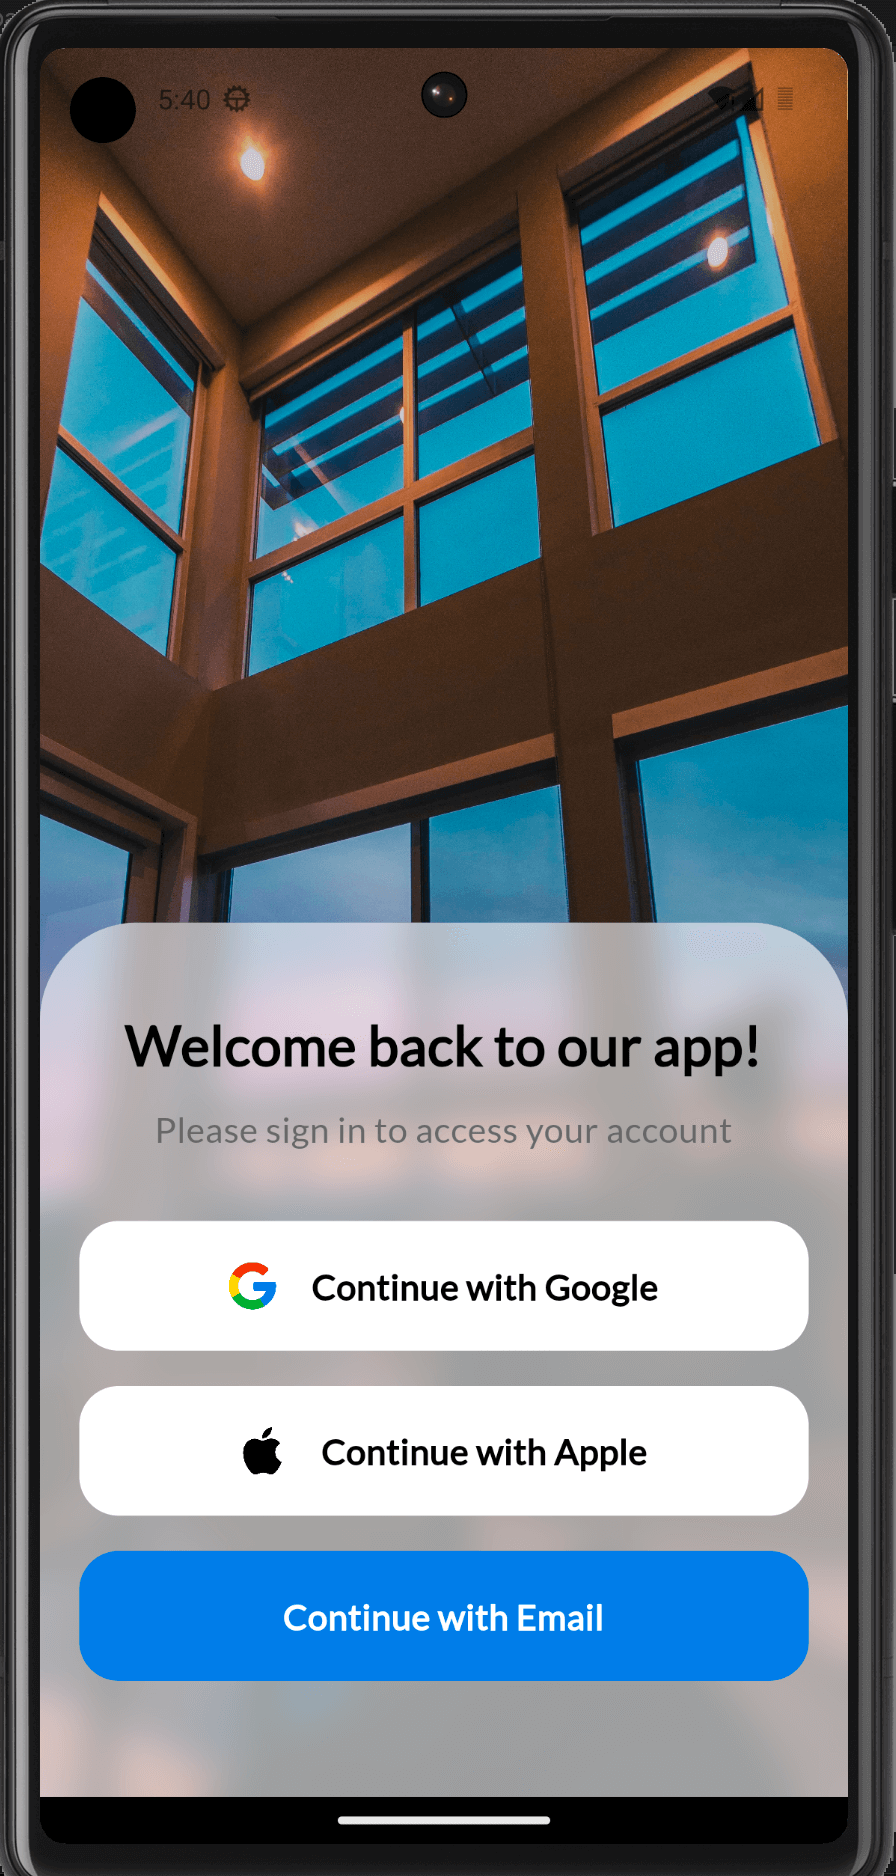 5:40
Welcome back to our app!
Please sign in to access your account
Continue with Google
Continue with Apple
Continue with Email